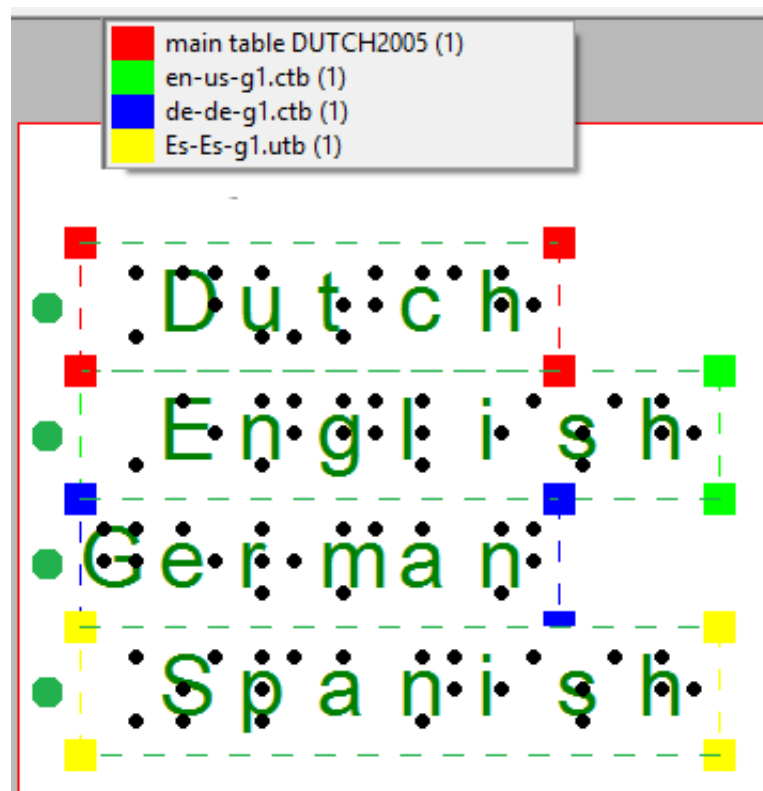 main table DUTCH2005 (1)
en-us-g1.ctb (1)
de-de-g1.ctb (1)
Es-Es-g1.utb (1)
Dutch
English
German
Spanish